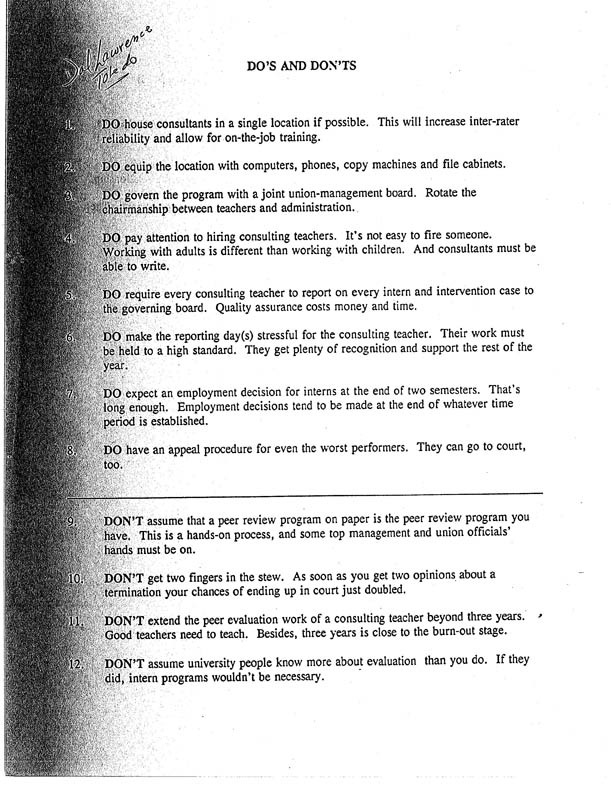 Dal Lawrence
Toledo
DO'S AND DON'TS
1. DO house consultants in a single location if possible. This will increase inter-rater
reliability and allow for on-the-job training.
2. DO equip the location with computers, phones, copy machines and file cabinets.
3. DO govern the program with a joint union-management board. Rotate the
chairmanship between teachers and administration.
4. DO pay attention to hiring consulting teachers. It's not easy to fire someone.
Working with adults is different than working with children. And consultants must be
able to write.
5. DO require every consulting teacher to report on every intern and intervention case to
the governing board. Quality assurance costs money and time.
6. DO make the reporting day(s) stressful for the consulting teacher. Their work must
be held to a high standard. They get plenty of recognition and support the rest of the
year.
7. DO expect an employment decision for interns at the end of two semesters. That's
long enough. Employment decisions tend to be made at the end of whatever time
period is established.
8. DO have an appeal procedure for even the worst performers. They can go to court,
too.
9. DON'T assume that a peer review program on paper is the peer review program you
have. This is a hands-on process, and some top management and union officials'
hands must be on.
10. DON'T get two fingers in the stew. As soon as you get two opinions about a
termination your chances of ending up in court just doubled.
11. DON'T extend the peer evaluation work of a consulting teacher beyond three years.
Good teachers need to teach. Besides, three years is close to the burn-out stage.
12. DON'T assume university people know more about evaluation than you do. If they
did, intern programs wouldn't be necessary.